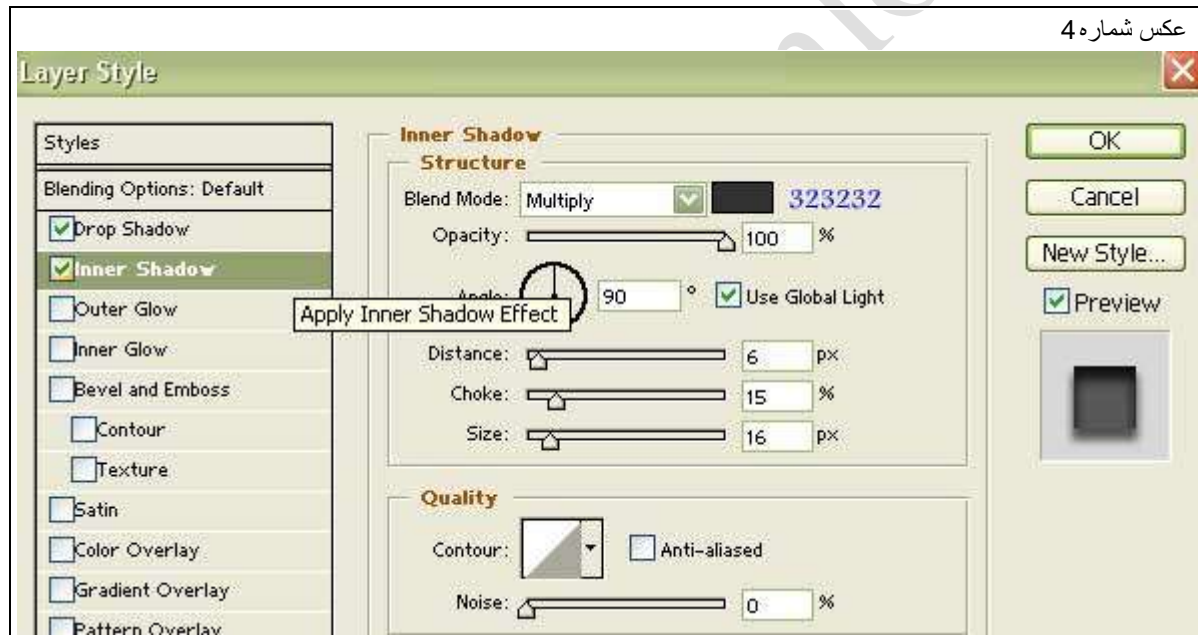 عکس شماره 4
Layer Style
Styles
Blending Options: Default
Drop Shadow
Inner Shadow
Outer Glow
Inner Glow
Bevel and Emboss
Contour
Texture
Satin
Color Overlay
Gradient Overlay
Pattern Overlay
Inner Shadow
Structure
Blend Mode: Multiply 323232
Opacity: 100 %
Angle: 90 ° Use Global Light
Apply Inner Shadow Effect
Distance: 6 px
Choke: 15 %
Size: 16 px
Quality
Contour: Anti-aliased
Noise: 0 %
OK
Cancel
New Style...
Preview